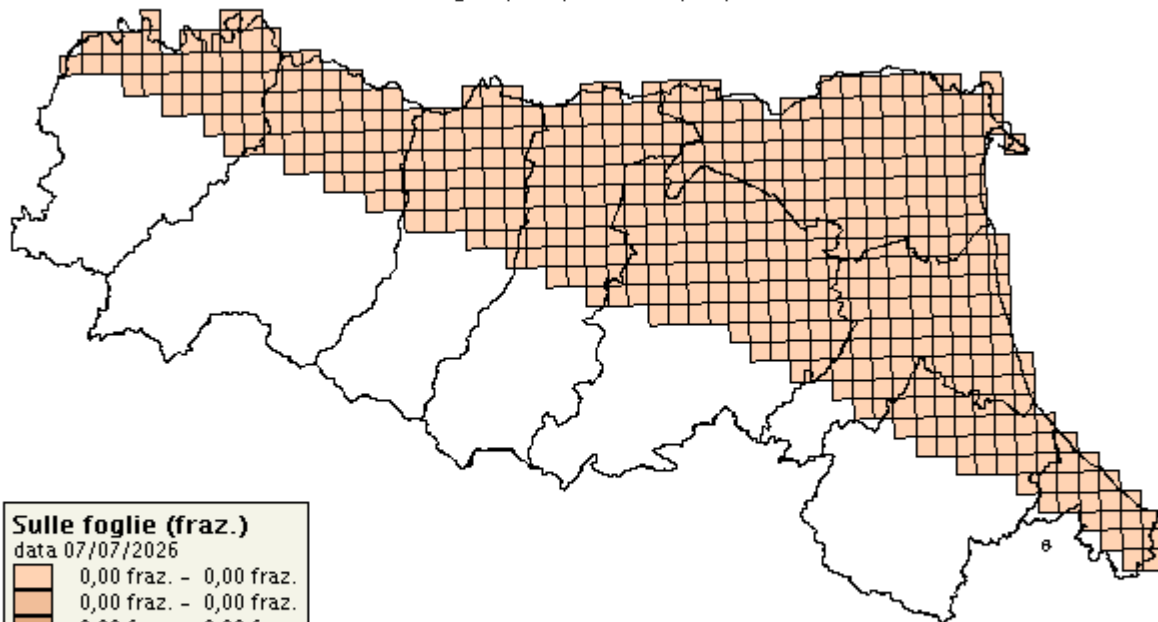 Sulle foglie (fraz.)
data 07/07/2026
0,00 fraz. - 0,00 fraz.
0,00 fraz. - 0,00 fraz.